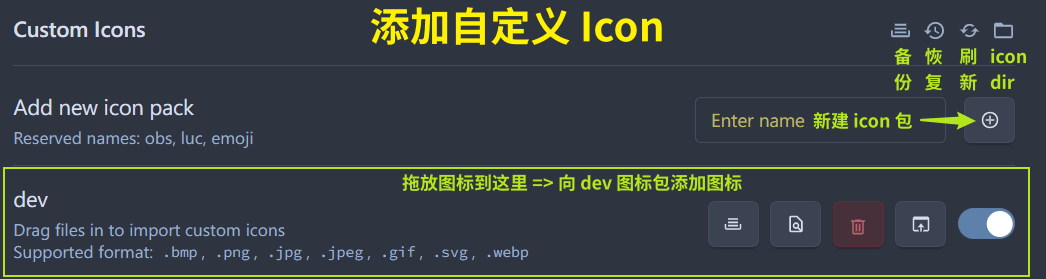 Custom Icons
添加自定义 Icon
备份 恢复 刷新 icon dir
Add new icon pack
Reserved names: obs, luc, emoji
Enter name 新建 icon 包
拖放图标到这里 => 向 dev 图标包添加图标
dev
Drag files in to import custom icons
Supported format: .bmp, .png, .jpg, .jpeg, .gif, .svg, .webp